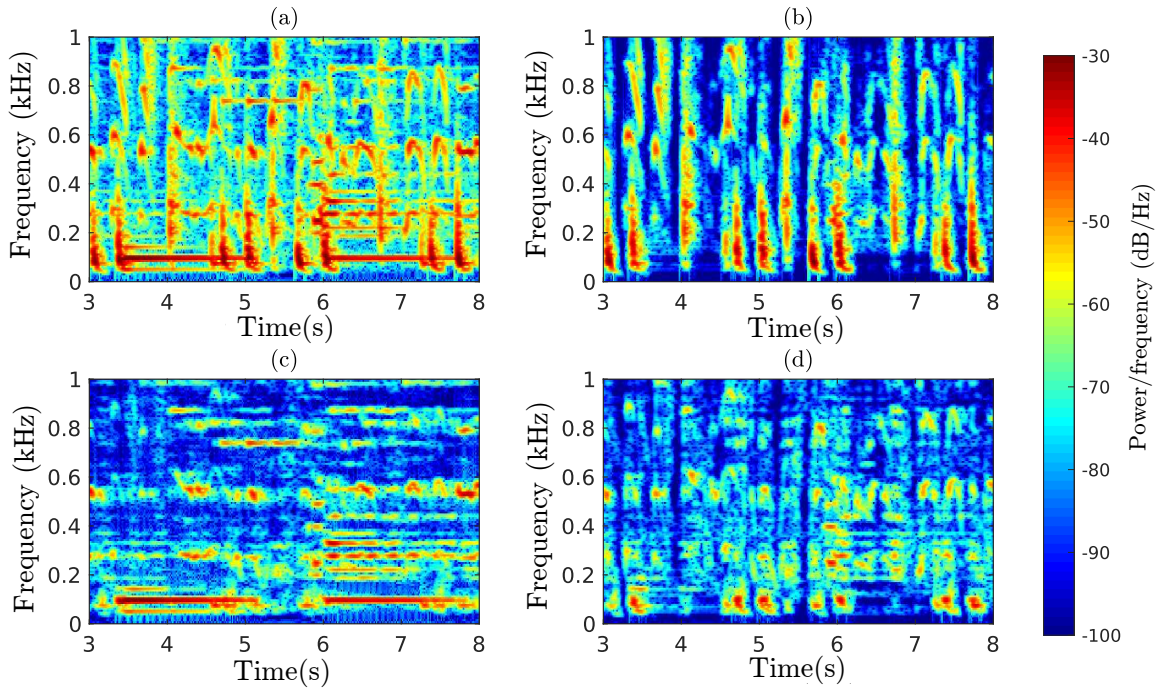 (a)
Frequency (kHz)
1
0.8
0.6
0.4
0.2
0
3 4 5 6 7 8
Time(s)
(b)
Frequency (kHz)
1
0.8
0.6
0.4
0.2
0
3 4 5 6 7 8
Time(s)
(c)
Frequency (kHz)
1
0.8
0.6
0.4
0.2
0
3 4 5 6 7 8
Time(s)
(d)
Frequency (kHz)
1
0.8
0.6
0.4
0.2
0
3 4 5 6 7 8
Time(s)
-30
-40
-50
-60
-70
-80
-90
-100
Power/frequency (dB/Hz)